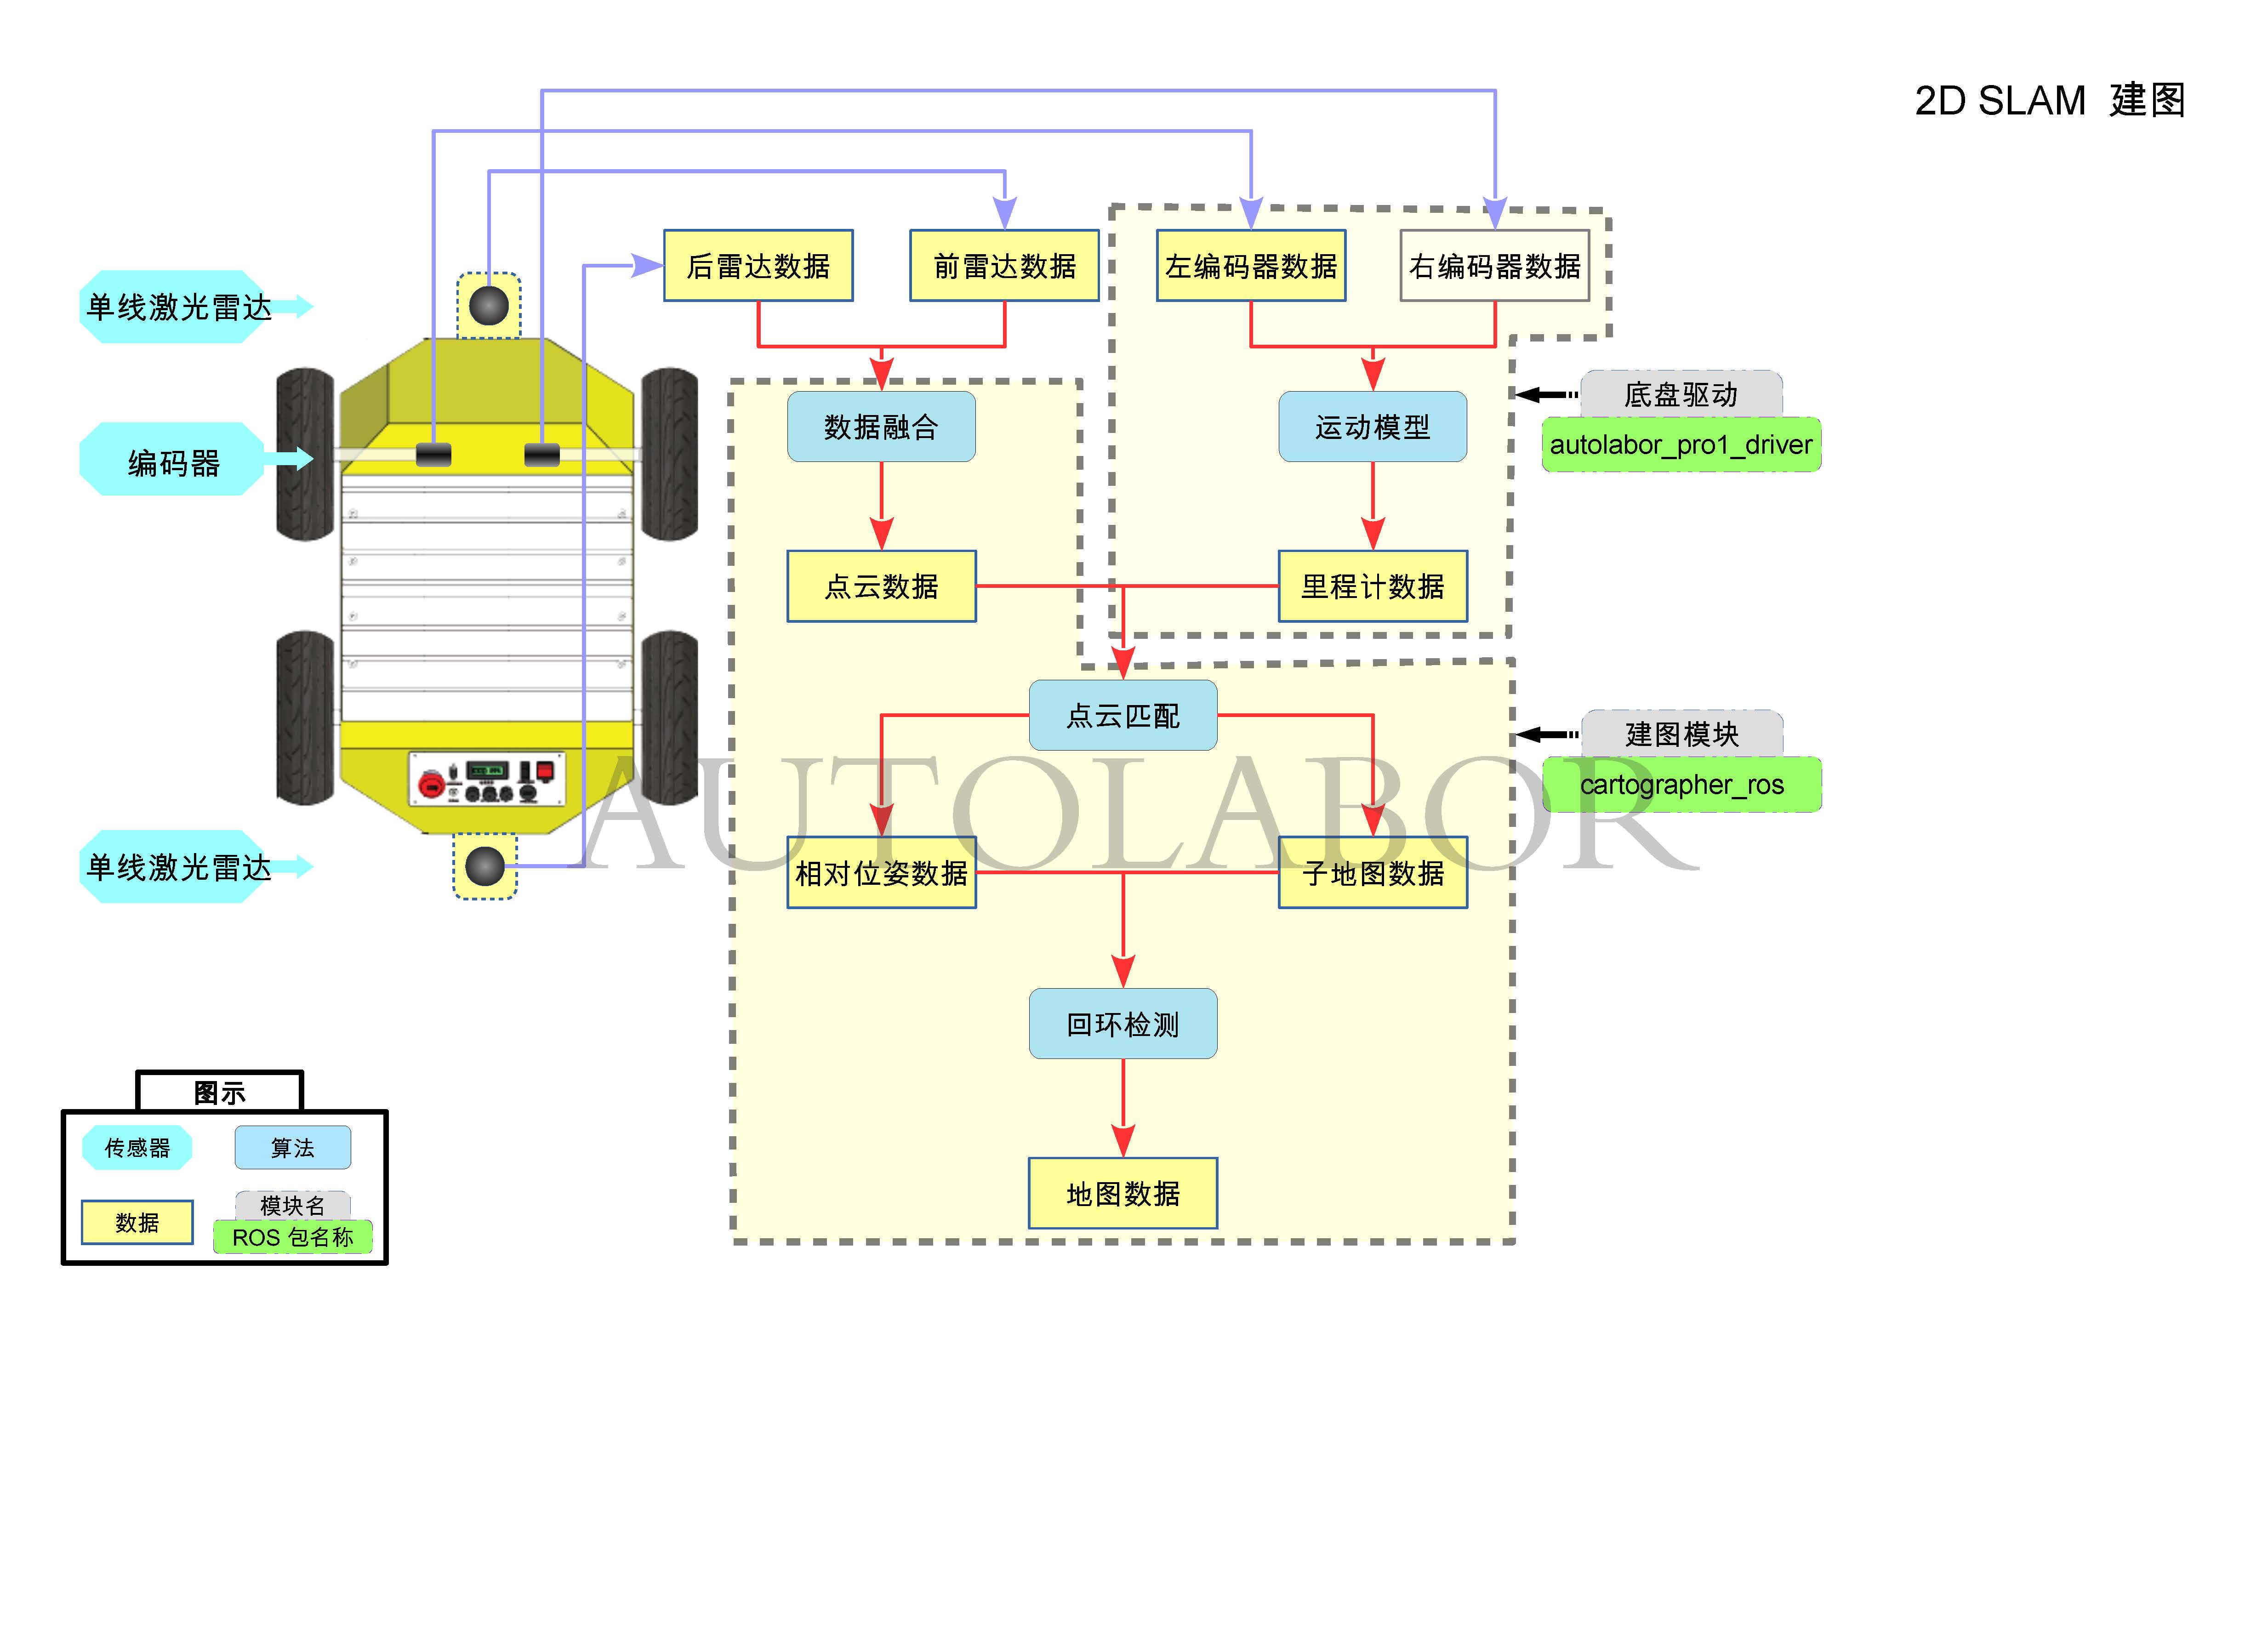 2D SLAM 建图
后雷达数据
前雷达数据
左编码器数据
右编码器数据
单线激光雷达
编码器
单线激光雷达
数据融合
运动模型
底盘驱动
autolabor_pro1_driver
点云数据
里程计数据
点云匹配
建图模块
cartographer_ros
AUTOLABOR
相对位姿数据
子地图数据
回环检测
地图数据
图示
传感器
算法
数据
模块名
ROS 包名称